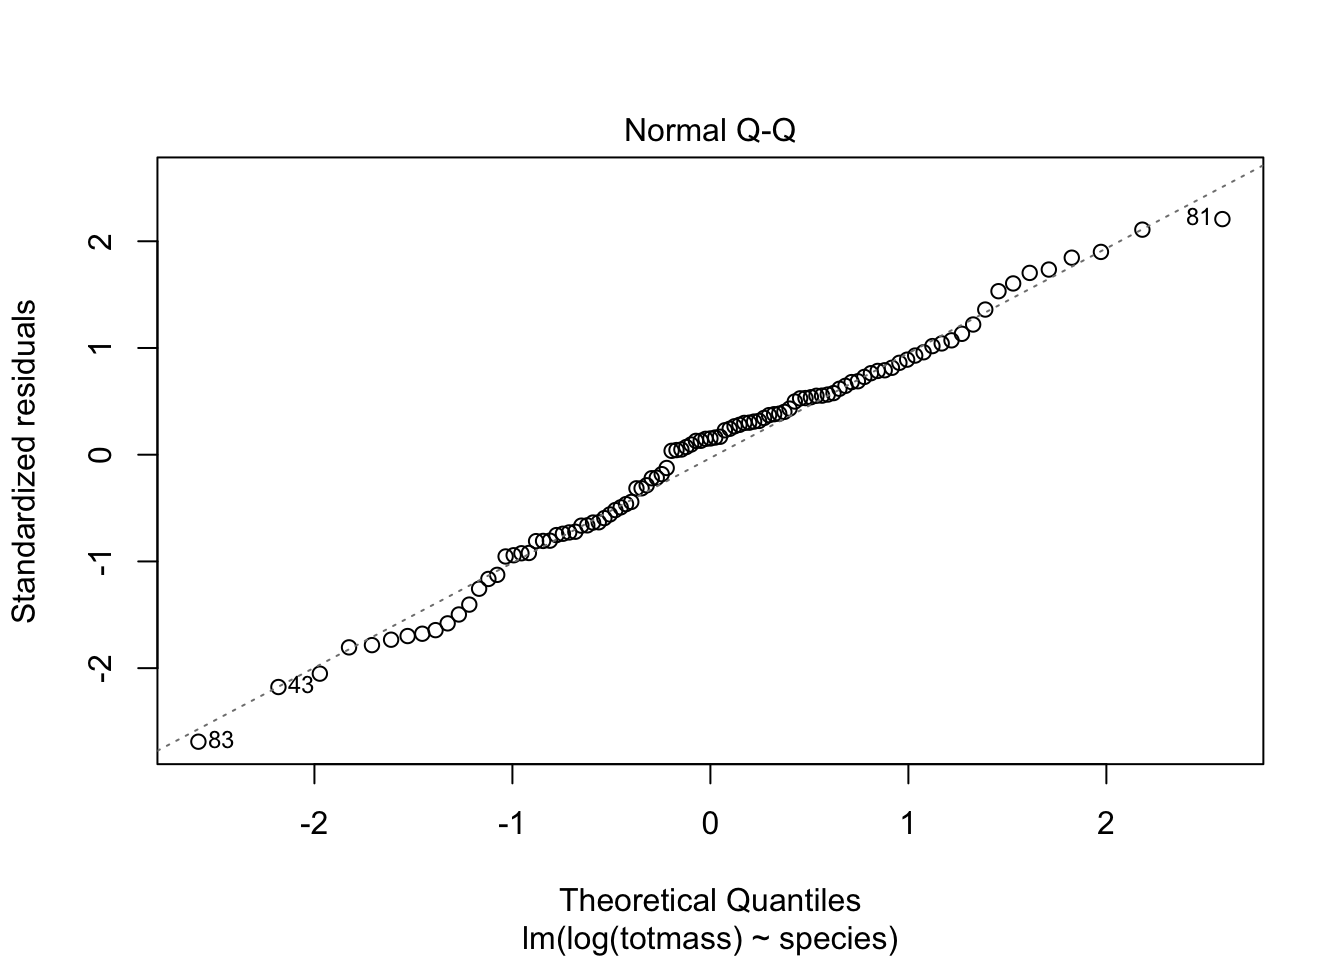 Normal Q-Q
Standardized residuals
2
1
0
-1
-2
81
43
83
-2 -1 0 1 2
Theoretical Quantiles
lm(log(totmass) ~ species)